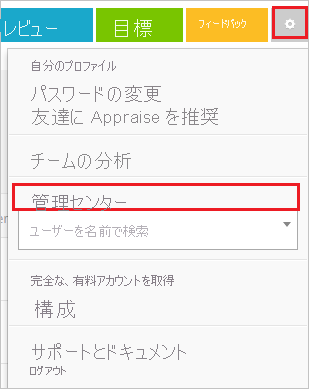 レビュー 目標 フィードバック
自分のプロファイル
パスワードの変更
友達に Appraise を推奨
チームの分析
管理センター
ユーザーを名前で検索
完全な、有料アカウントを取得
構成
サポートとドキュメント
ログアウト